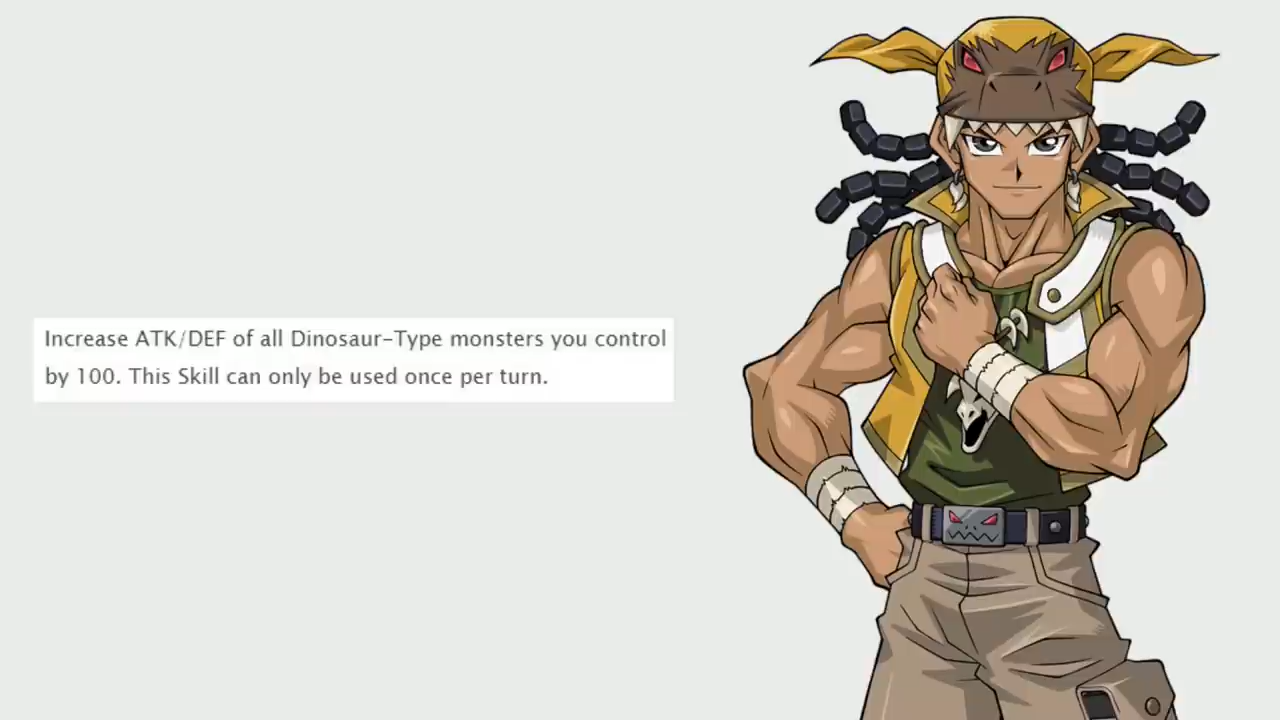 Increase ATK/DEF of all Dinosaur-Type monsters you control
by 100. This Skill can only be used once per turn.